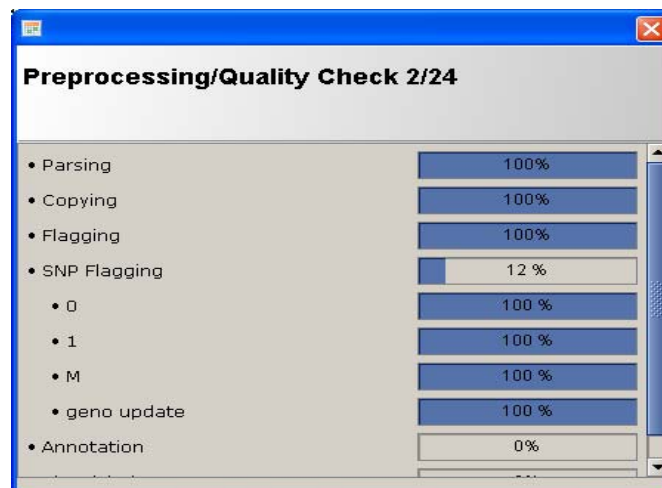 Preprocessing/Quality Check 2/24
• Parsing 100%
• Copying 100%
• Flagging 100%
• SNP Flagging 12 %
• 0 100 %
• 1 100 %
• M 100 %
• geno update 100 %
• Annotation 0%